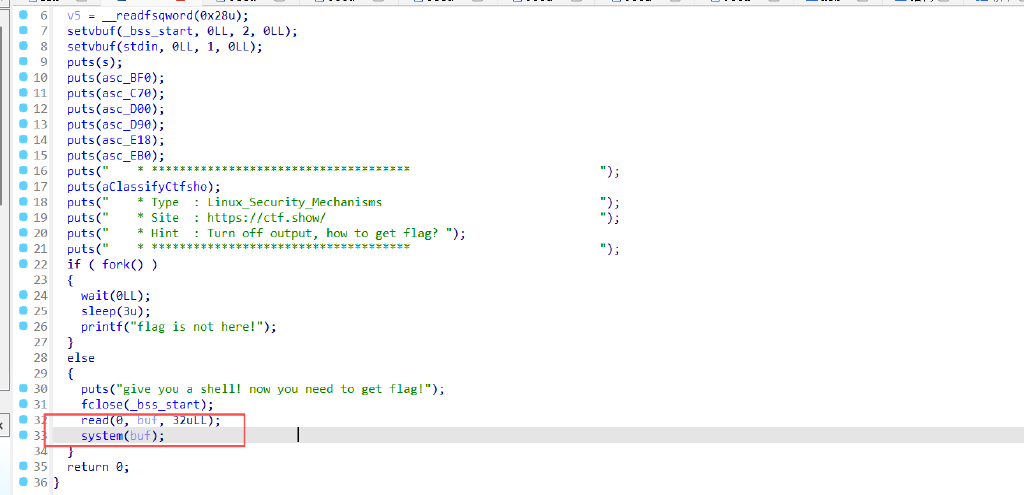 6 v5 = __readfsqword(0x28u);
7 setvbuf(_bss_start, 0LL, 2, 0LL);
8 setvbuf(stdin, 0LL, 1, 0LL);
9 puts(s);
10 puts(asc_BF0);
11 puts(asc_C70);
12 puts(asc_D00);
13 puts(asc_D90);
14 puts(asc_E18);
15 puts(asc_EB0);
16 puts("    * *************************************                           ");
17 puts(aClassifyCtfsho);
18 puts("    * Type  : Linux_Security_Mechanisms                               ");
19 puts("    * Site  : https://ctf.show/                                       ");
20 puts("    * Hint  : Turn off output, how to get flag? ");
21 puts("    * *************************************                           ");
22 if ( fork() )
23 {
24 wait(0LL);
25 sleep(3u);
26 printf("flag is not here!");
27 }
28 else
29 {
30 puts("give you a shell! now you need to get flag!");
31 fclose(_bss_start);
32 read(0, buf, 32uLL);
33 system(buf);
34 }
35 return 0;
36 }